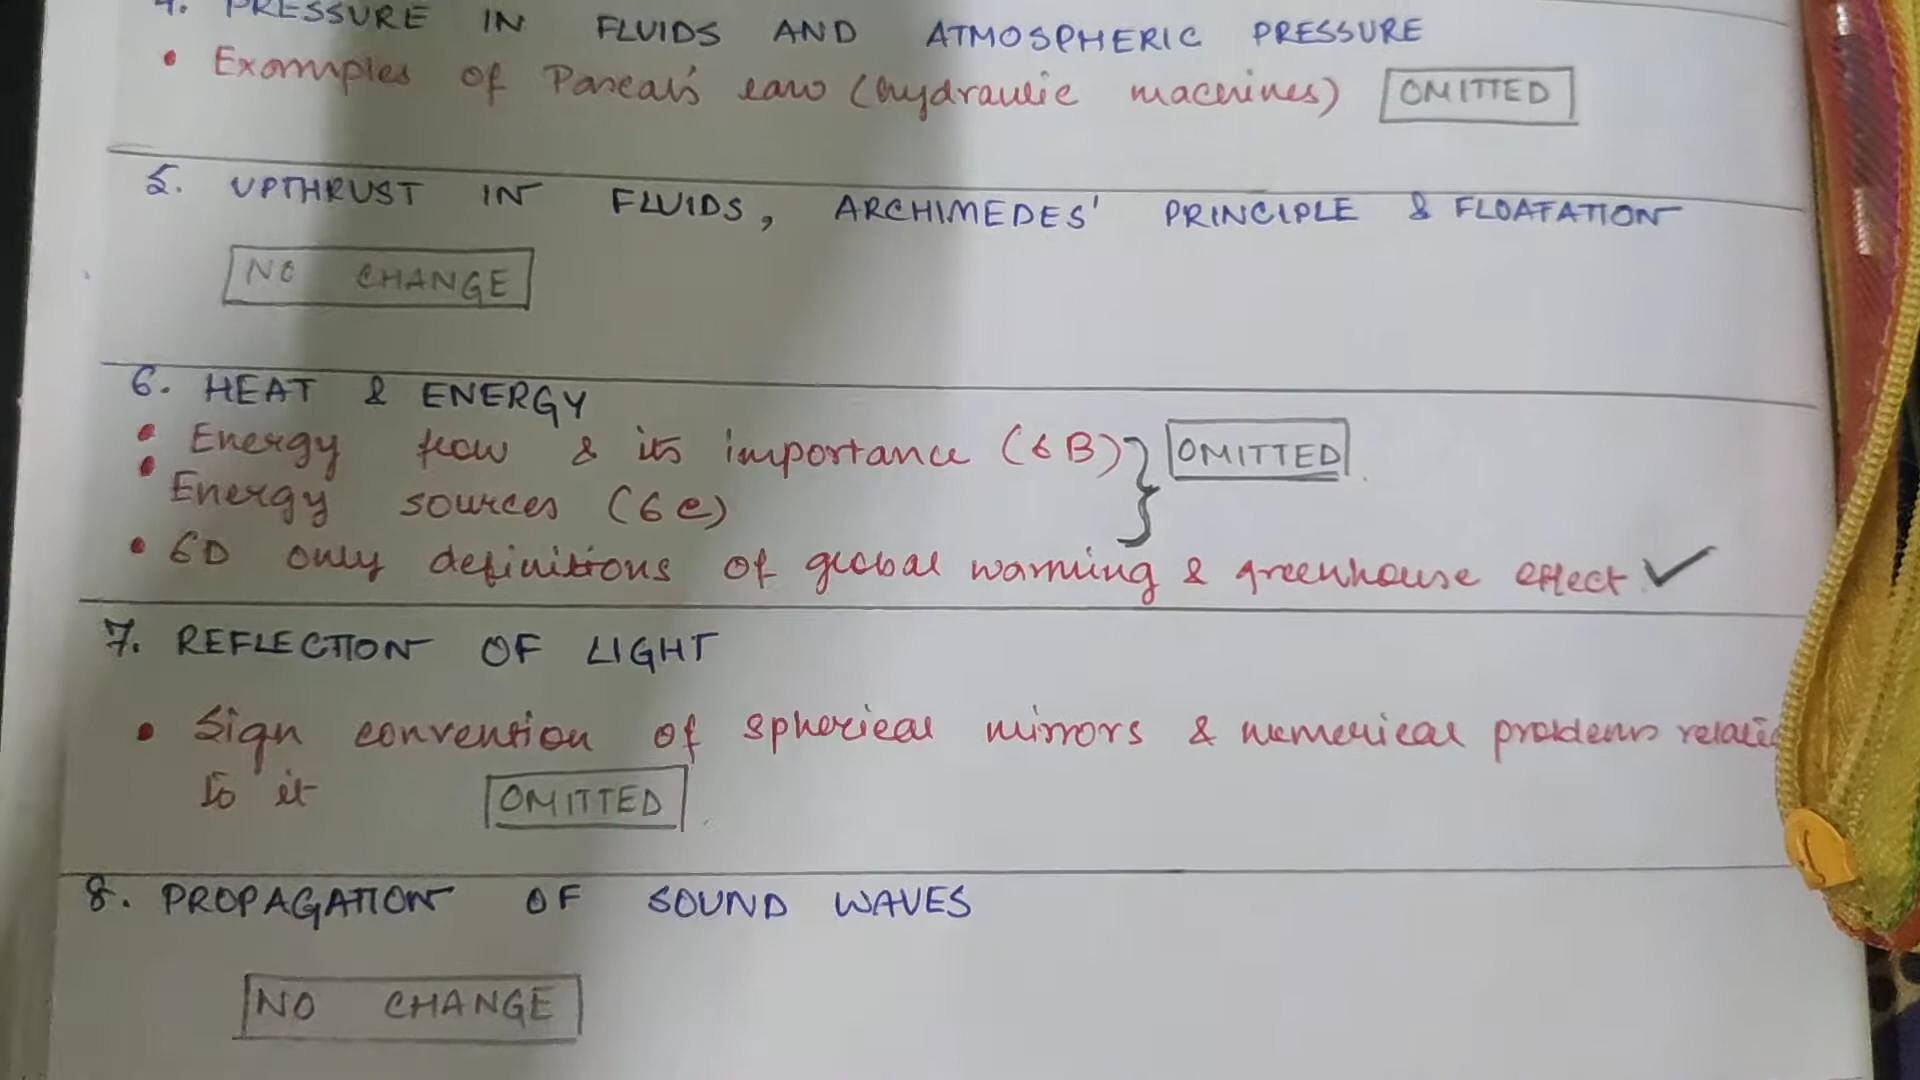 4. PRESSURE IN FLUIDS AND ATMOSPHERIC PRESSURE
• Examples of Pascal's law (hydraulic machines) OMITTED
5. UPTHRUST IN FLUIDS, ARCHIMEDES' PRINCIPLE & FLOATATION
NO CHANGE
6. HEAT & ENERGY
• Energy flow & its importance (6B) } OMITTED
• Energy sources (6C)
• 6D only definitions of global warming & greenhouse effect ✓
7. REFLECTION OF LIGHT
• Sign convention of spherical mirrors & numerical problems
to it OMITTED
8. PROPAGATION OF SOUND WAVES
NO CHANGE